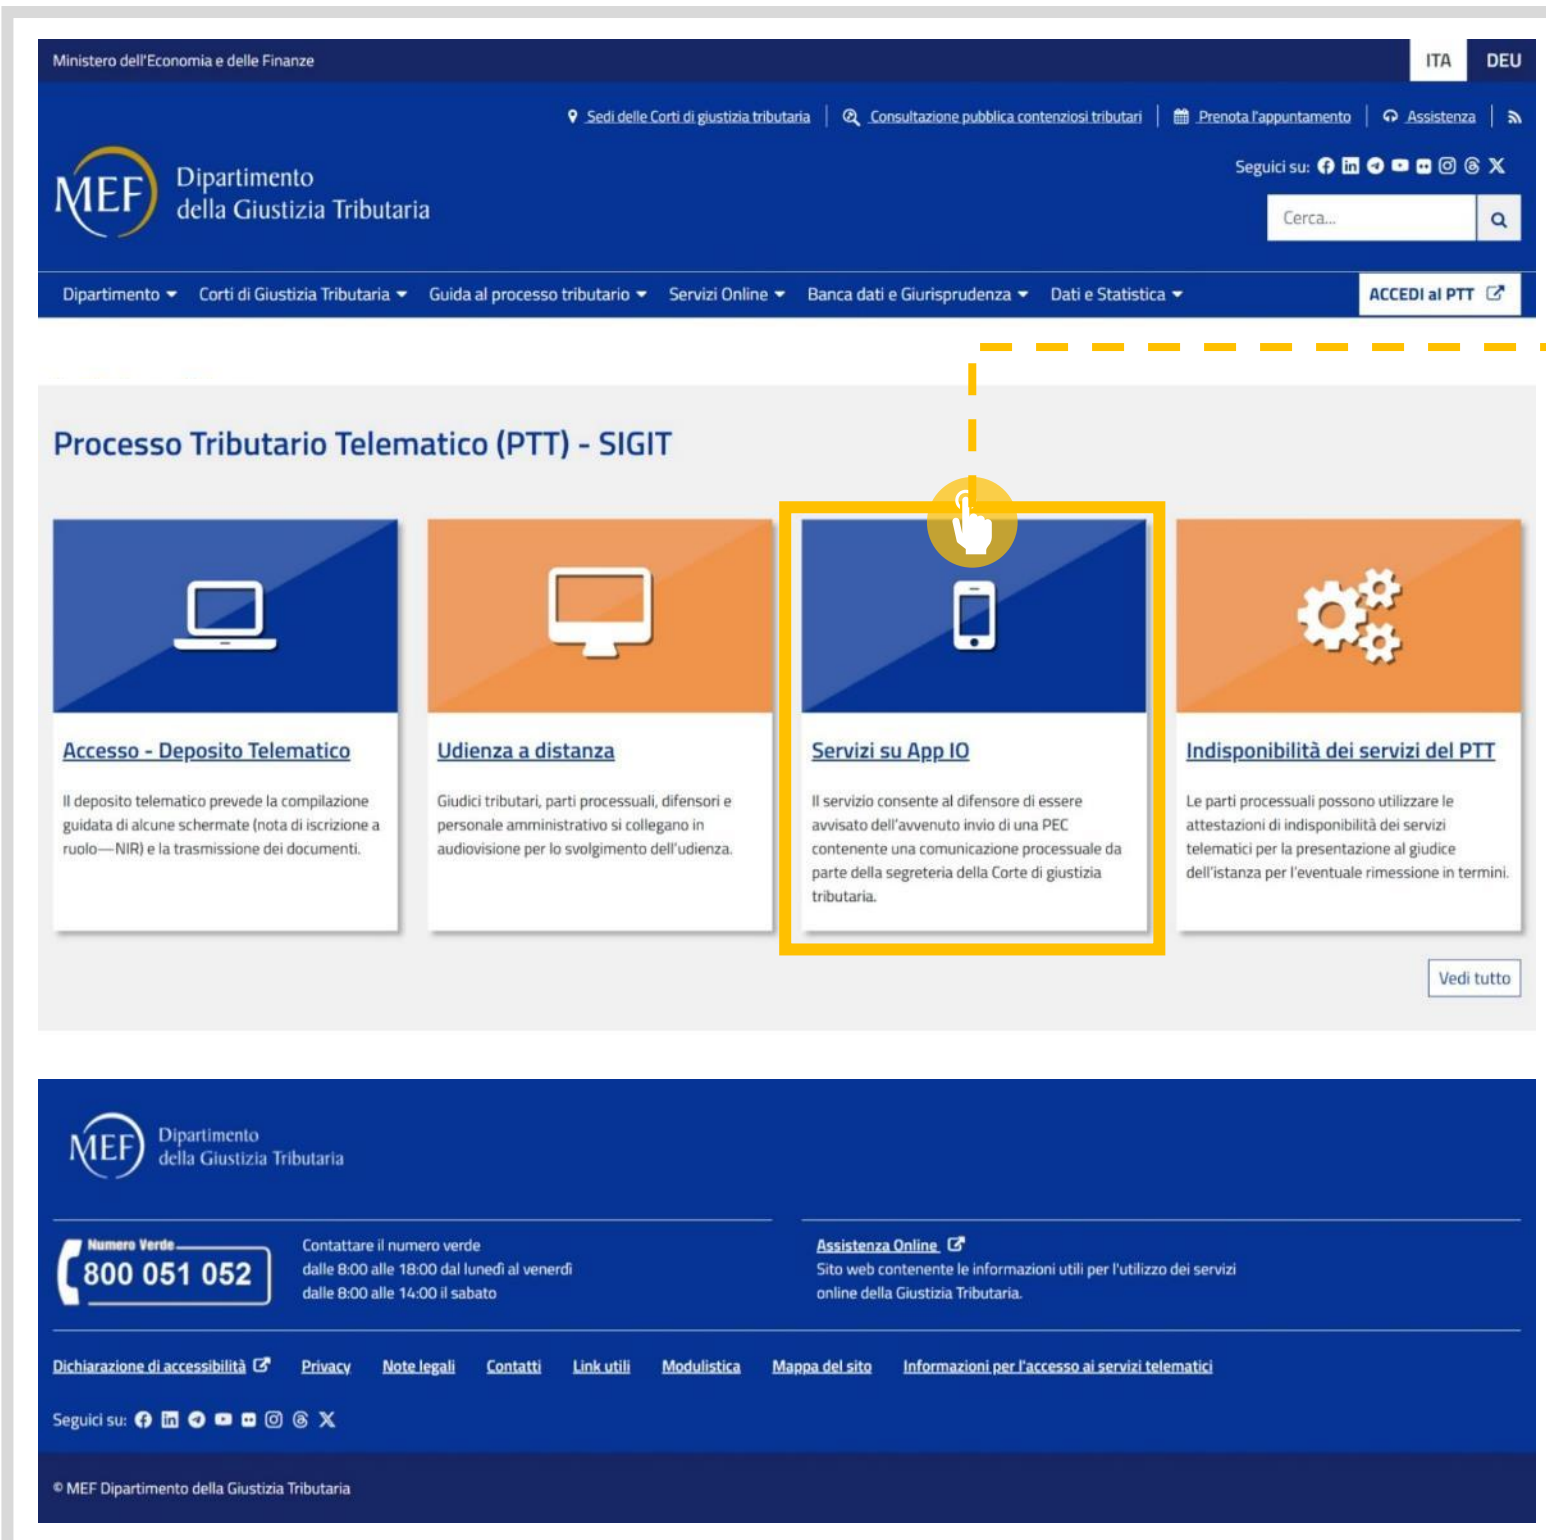 Ministero dell'Economia e delle Finanze
ITA DEU
Sedi delle Corti di giustizia tributaria Consultazione pubblica contenziosi tributari Prenota l'appuntamento Assistenza
Seguici su:
MEF Dipartimento
della Giustizia Tributaria
Cerca...
Dipartimento Corti di Giustizia Tributaria Guida al processo tributario Servizi Online Banca dati e Giurisprudenza Dati e Statistica ACCEDI al PTT
Processo Tributario Telematico (PTT) - SIGIT
Accesso - Deposito Telematico
Il deposito telematico prevede la compilazione
guidata di alcune schermate (nota di iscrizione a
ruolo—NIR) e la trasmissione dei documenti.
Udienza a distanza
Giudici tributari, parti processuali, difensori e
personale amministrativo si collegano in
audiovisione per lo svolgimento dell'udienza.
Servizi su App IO
Il servizio consente al difensore di essere
avvisato dell'avvenuto invio di una PEC
contenente una comunicazione processuale da
parte della segreteria della Corte di giustizia
tributaria.
Indisponibilità dei servizi del PTT
Le parti processuali possono utilizzare le
attestazioni di indisponibilità dei servizi
telematici per la presentazione al giudice
dell'istanza per l'eventuale rimessione in termini.
Vedi tutto
MEF Dipartimento
della Giustizia Tributaria
Numero Verde
800 051 052
Contattare il numero verde
dalle 8:00 alle 18:00 dal lunedì al venerdì
dalle 8:00 alle 14:00 il sabato
Assistenza Online
Sito web contenente le informazioni utili per l'utilizzo dei servizi
online della Giustizia Tributaria.
Dichiarazione di accessibilità Privacy Note legali Contatti Link utili Modulistica Mappa del sito Informazioni per l'accesso ai servizi telematici
Seguici su:
© MEF Dipartimento della Giustizia Tributaria